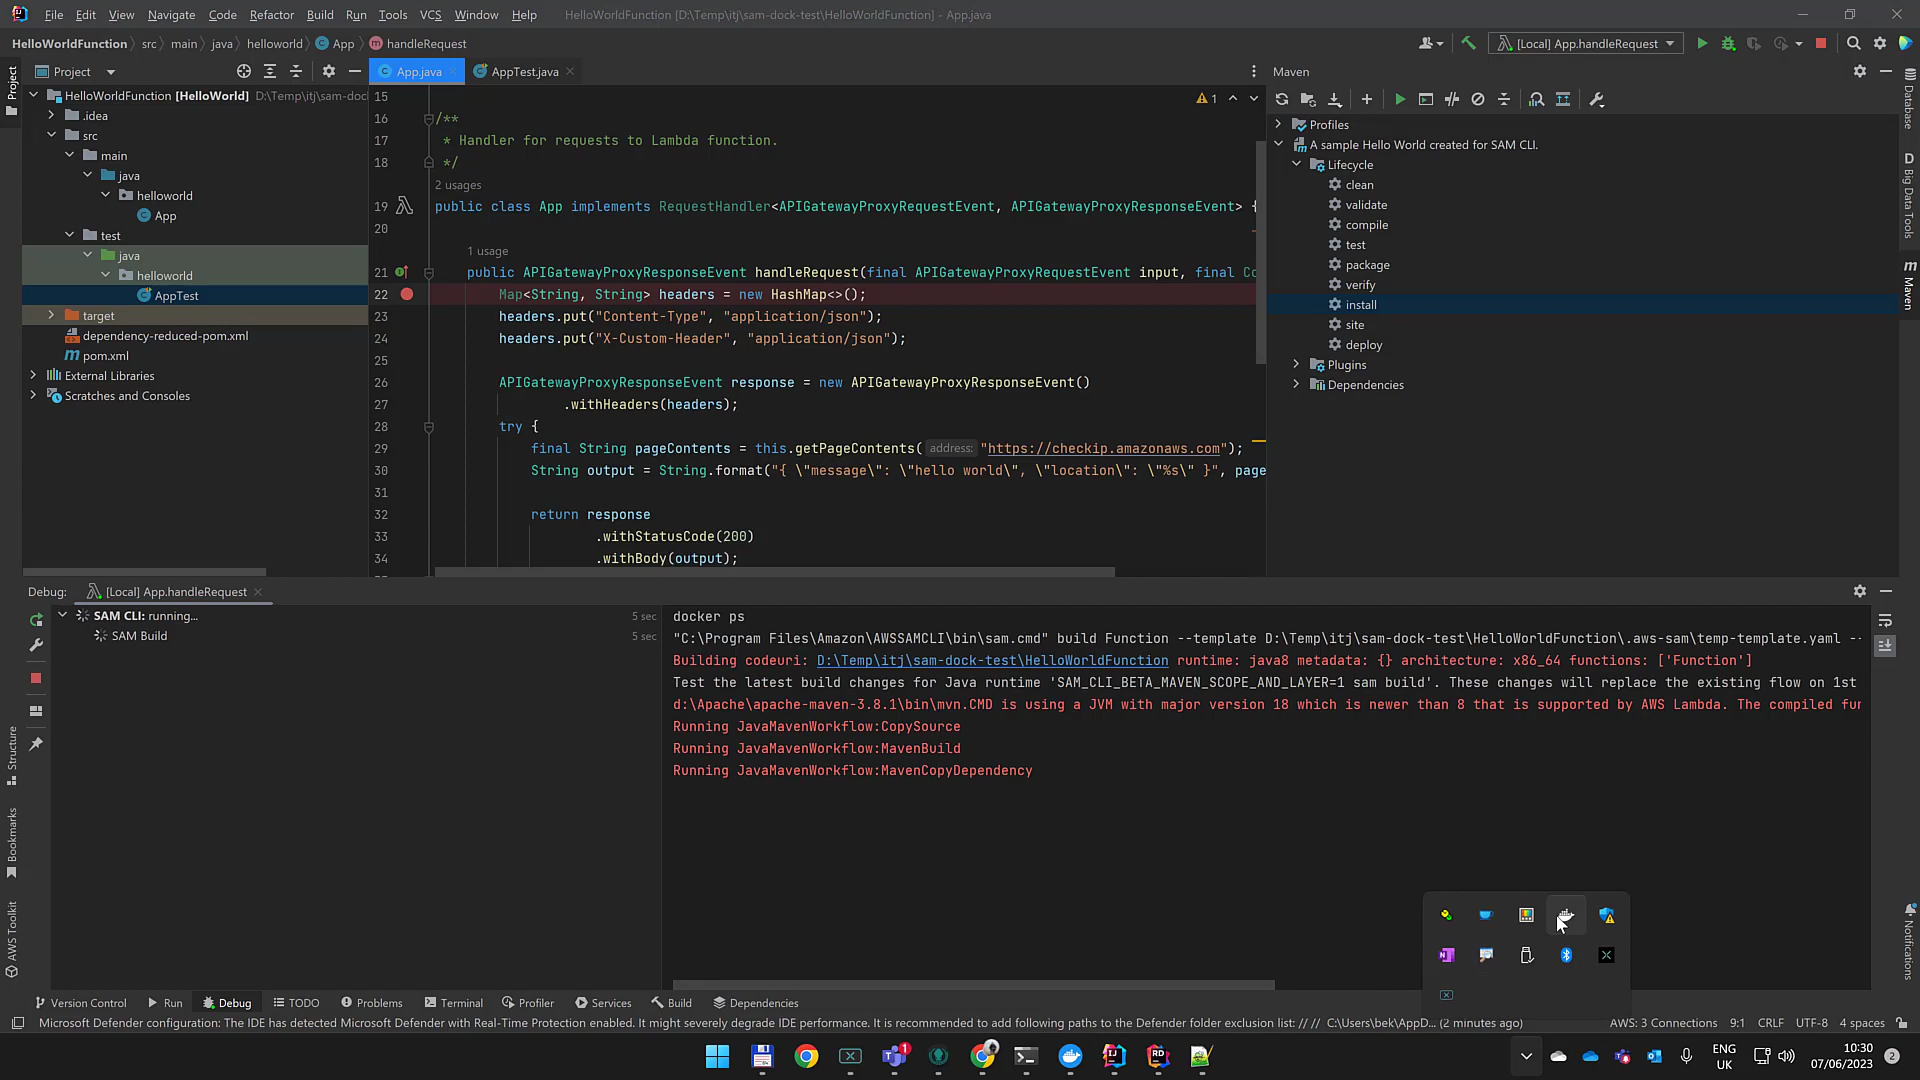 File Edit View Navigate Code Refactor Build Run Tools VCS Window Help HelloWorldFunction [D:\Temp\itj\sam-dock-test\HelloWorldFunction] - App.java
HelloWorldFunction src main java helloworld App handleRequest
[Local] App.handleRequest
Project
Project
HelloWorldFunction [HelloWorld] D:\Temp\itj\sam-doc
.idea
src
main
java
helloworld
App
test
java
helloworld
AppTest
target
dependency-reduced-pom.xml
pom.xml
External Libraries
Scratches and Consoles
App.java AppTest.java
1
15
16 /**
17 * Handler for requests to Lambda function.
18 */
2 usages
19 public class App implements RequestHandler<APIGatewayProxyRequestEvent, APIGatewayProxyResponseEvent> {
20
1 usage
21 public APIGatewayProxyResponseEvent handleRequest(final APIGatewayProxyRequestEvent input, final Co
22 Map<String, String> headers = new HashMap<>();
23 headers.put("Content-Type", "application/json");
24 headers.put("X-Custom-Header", "application/json");
25
26 APIGatewayProxyResponseEvent response = new APIGatewayProxyResponseEvent()
27 .withHeaders(headers);
28 try {
29 final String pageContents = this.getPageContents( address: "https://checkip.amazonaws.com");
30 String output = String.format("{ \"message\": \"hello world\", \"location\": \"%s\" }", page
31
32 return response
33 .withStatusCode(200)
34 .withBody(output);
Maven
Profiles
A sample Hello World created for SAM CLI.
Lifecycle
clean
validate
compile
test
package
verify
install
site
deploy
Plugins
Dependencies
Database
D
Big Data Tools
m
Maven
Notifications
Debug: [Local] App.handleRequest
SAM CLI: running... 5 sec
SAM Build 5 sec
docker ps
"C:\Program Files\Amazon\AWSSAMCLI\bin\sam.cmd" build Function --template D:\Temp\itj\sam-dock-test\HelloWorldFunction\.aws-sam\temp-template.yaml --
Building codeuri: D:\Temp\itj\sam-dock-test\HelloWorldFunction runtime: java8 metadata: {} architecture: x86_64 functions: ['Function']
Test the latest build changes for Java runtime 'SAM_CLI_BETA_MAVEN_SCOPE_AND_LAYER=1 sam build'. These changes will replace the existing flow on 1st
d:\Apache\apache-maven-3.8.1\bin\mvn.CMD is using a JVM with major version 18 which is newer than 8 that is supported by AWS Lambda. The compiled fur
Running JavaMavenWorkflow:CopySource
Running JavaMavenWorkflow:MavenBuild
Running JavaMavenWorkflow:MavenCopyDependency
Structure
Bookmarks
AWS Toolkit
Version Control Run Debug TODO Problems Terminal Profiler Services Build Dependencies
Microsoft Defender configuration: The IDE has detected Microsoft Defender with Real-Time Protection enabled. It might severely degrade IDE performance. It is recommended to add following paths to the Defender folder exclusion list: // // C:\Users\bek\AppD... (2 minutes ago) AWS: 3 Connections 9:1 CRLF UTF-8 4 spaces
1
ENG
UK
10:30
07/06/2023
2